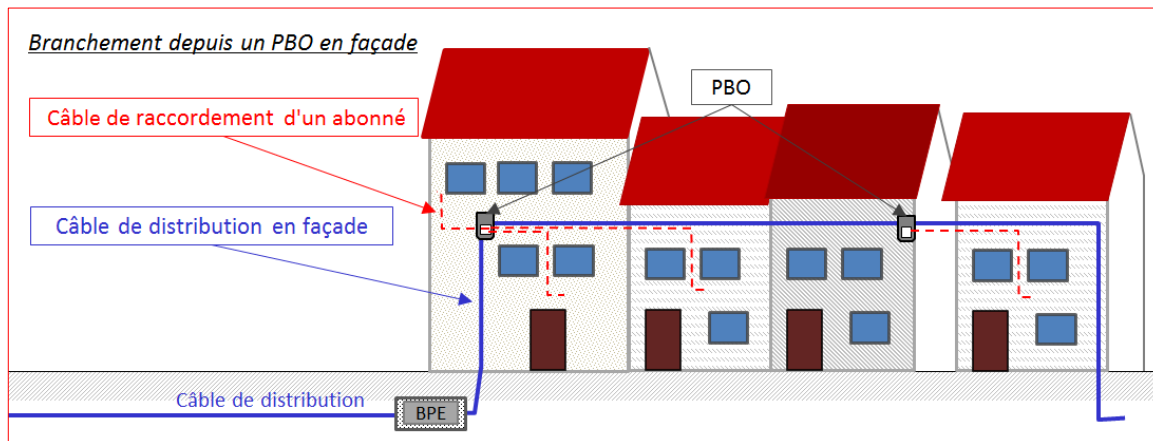 Branchement depuis un PBO en façade
PBO
Câble de raccordement d'un abonné
Câble de distribution en façade
Câble de distribution
BPE